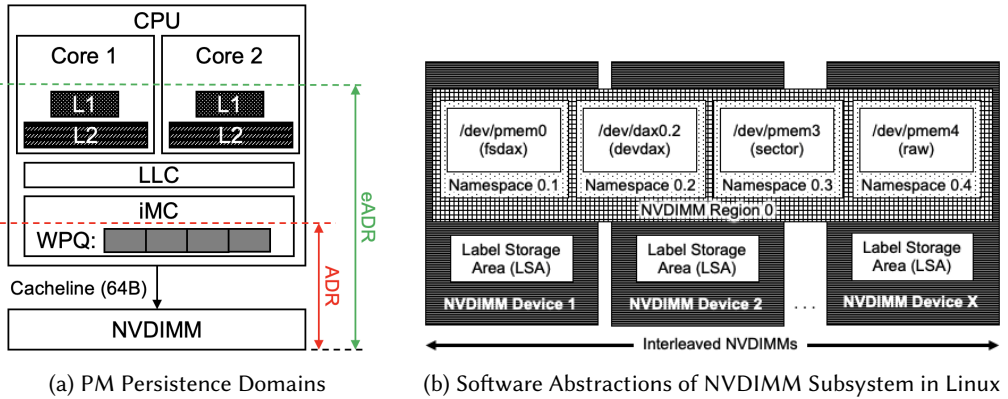 CPU
Core 1
Core 2
L1
L1
L2
L2
LLC
iMC
WPQ:
eADR
ADR
Cacheline (64B)
NVDIMM
(a) PM Persistence Domains
/dev/pmem0
(fsdax)
Namespace 0.1
/dev/dax0.2
(devdax)
Namespace 0.2
/dev/pmem3
(sector)
Namespace 0.3
/dev/pmem4
(raw)
Namespace 0.4
NVDIMM Region 0
Label Storage
Area (LSA)
NVDIMM Device 1
Label Storage
Area (LSA)
NVDIMM Device 2
...
Label Storage
Area (LSA)
NVDIMM Device X
Interleaved NVDIMMs
(b) Software Abstractions of NVDIMM Subsystem in Linux